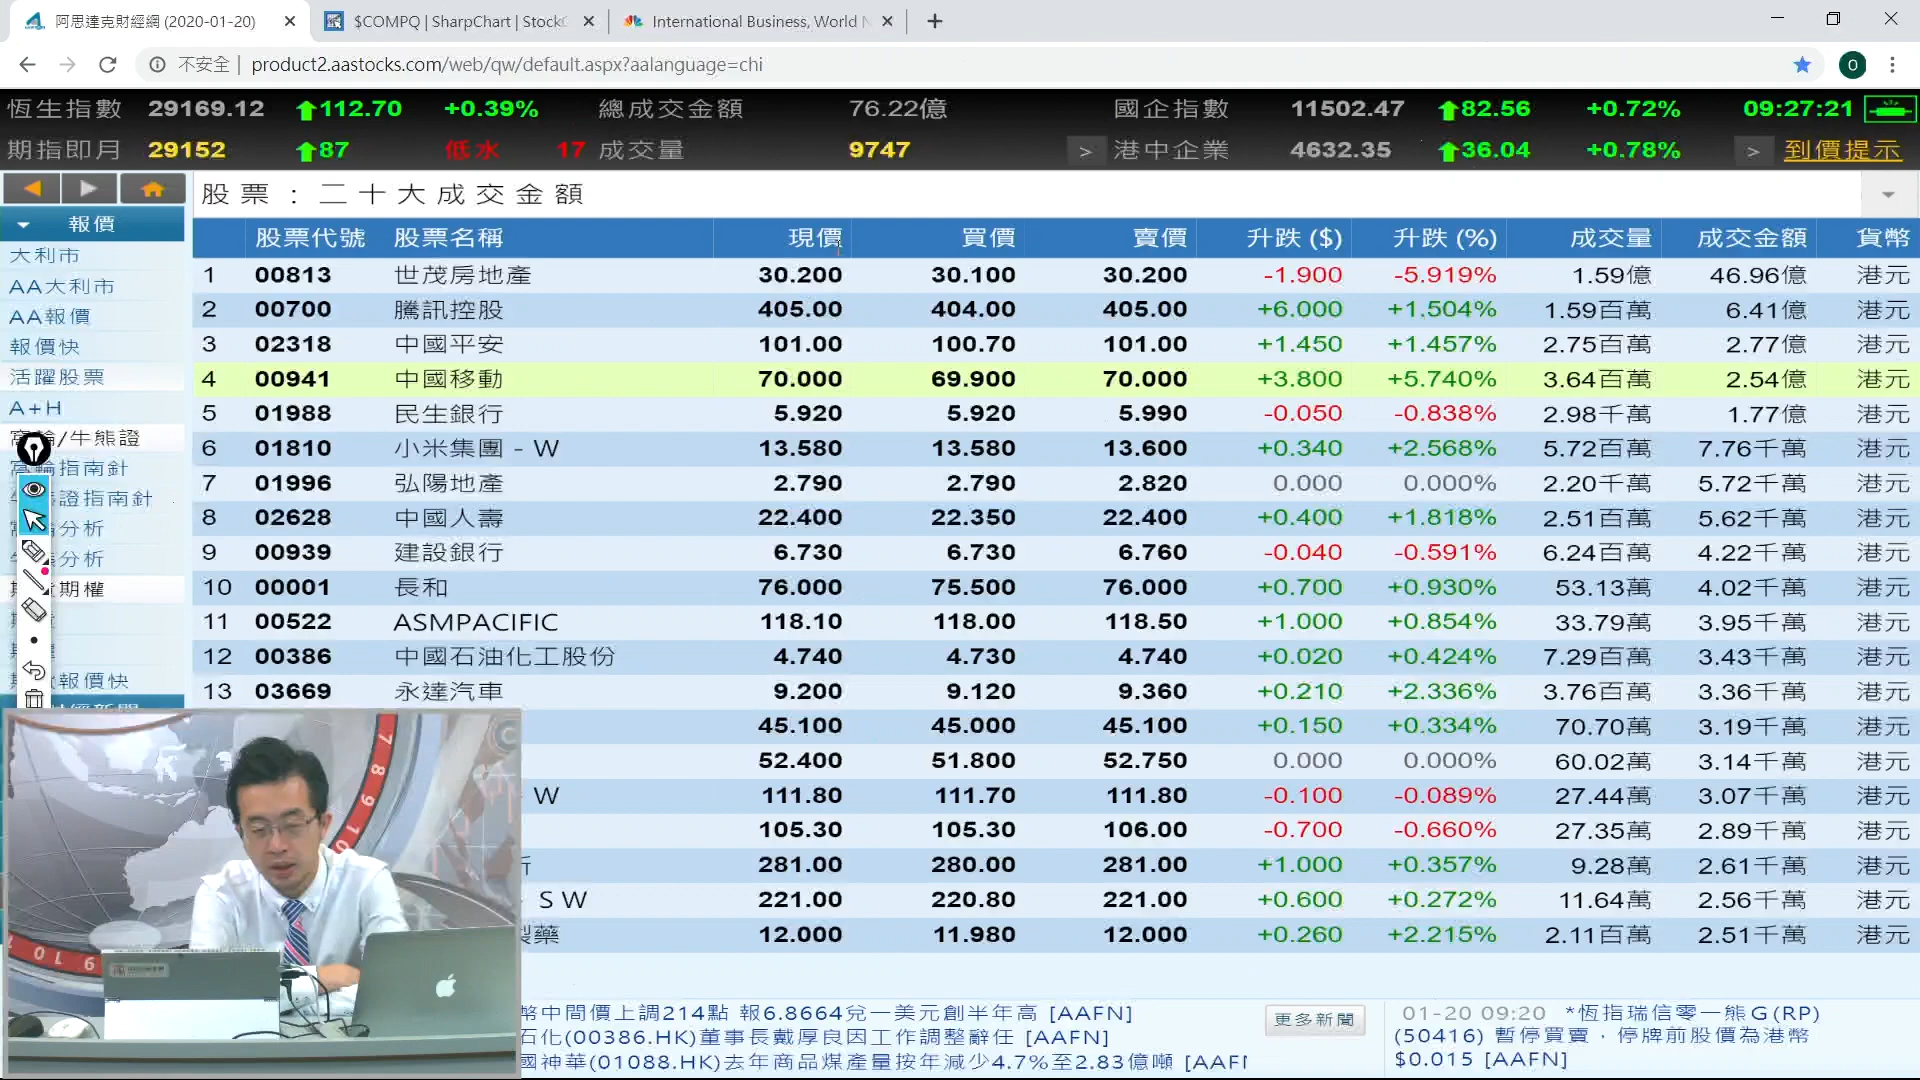 阿思達克財經網 (2020-01-20)
$COMPQ | SharpChart | Stock
International Business, World N
不安全
product2.aastocks.com/web/qw/default.aspx?aalanguage=chi
O
恆生指數 29169.12 112.70 +0.39% 總成交金額 76.22億 國企指數 11502.47 82.56 +0.72% 09:27:21
期指即月 29152 87 低水 17 成交量 9747 > 港中企業 4632.35 36.04 +0.78% > 到價提示
股票：二十大成交金額
報價
大利市
AA大利市
AA報價
報價快
活躍股票
A+H
/牛熊證
指南針
證指南針
分析
分析
期權
報價快
股票代號 股票名稱 現價 買價 賣價 升跌 ($) 升跌 (%) 成交量 成交金額 貨幣
1 00813 世茂房地產 30.200 30.100 30.200 -1.900 -5.919% 1.59億 46.96億 港元
2 00700 騰訊控股 405.00 404.00 405.00 +6.000 +1.504% 1.59百萬 6.41億 港元
3 02318 中國平安 101.00 100.70 101.00 +1.450 +1.457% 2.75百萬 2.77億 港元
4 00941 中國移動 70.000 69.900 70.000 +3.800 +5.740% 3.64百萬 2.54億 港元
5 01988 民生銀行 5.920 5.920 5.990 -0.050 -0.838% 2.98千萬 1.77億 港元
6 01810 小米集團－W 13.580 13.580 13.600 +0.340 +2.568% 5.72百萬 7.76千萬 港元
7 01996 弘陽地產 2.790 2.790 2.820 0.000 0.000% 2.20千萬 5.72千萬 港元
8 02628 中國人壽 22.400 22.350 22.400 +0.400 +1.818% 2.51百萬 5.62千萬 港元
9 00939 建設銀行 6.730 6.730 6.760 -0.040 -0.591% 6.24百萬 4.22千萬 港元
10 00001 長和 76.000 75.500 76.000 +0.700 +0.930% 53.13萬 4.02千萬 港元
11 00522 ASMPACIFIC 118.10 118.00 118.50 +1.000 +0.854% 33.79萬 3.95千萬 港元
12 00386 中國石油化工股份 4.740 4.730 4.740 +0.020 +0.424% 7.29百萬 3.43千萬 港元
13 03669 永達汽車 9.200 9.120 9.360 +0.210 +2.336% 3.76百萬 3.36千萬 港元
45.100 45.000 45.100 +0.150 +0.334% 70.70萬 3.19千萬 港元
52.400 51.800 52.750 0.000 0.000% 60.02萬 3.14千萬 港元
W 111.80 111.70 111.80 -0.100 -0.089% 27.44萬 3.07千萬 港元
105.30 105.30 106.00 -0.700 -0.660% 27.35萬 2.89千萬 港元
281.00 280.00 281.00 +1.000 +0.357% 9.28萬 2.61千萬 港元
ＳＷ 221.00 220.80 221.00 +0.600 +0.272% 11.64萬 2.56千萬 港元
製藥 12.000 11.980 12.000 +0.260 +2.215% 2.11百萬 2.51千萬 港元
幣中間價上調214點 報6.8664兌一美元創半年高 [AAFN]
石化(00386.HK)董事長戴厚良因工作調整辭任 [AAFN]
國神華(01088.HK)去年商品煤產量按年減少4.7%至2.83億噸 [AAFN
更多新聞
01-20 09:20 *恆指瑞信零一熊Ｇ(RP)
(50416) 暫停買賣，停牌前股價為港幣
$0.015 [AAFN]